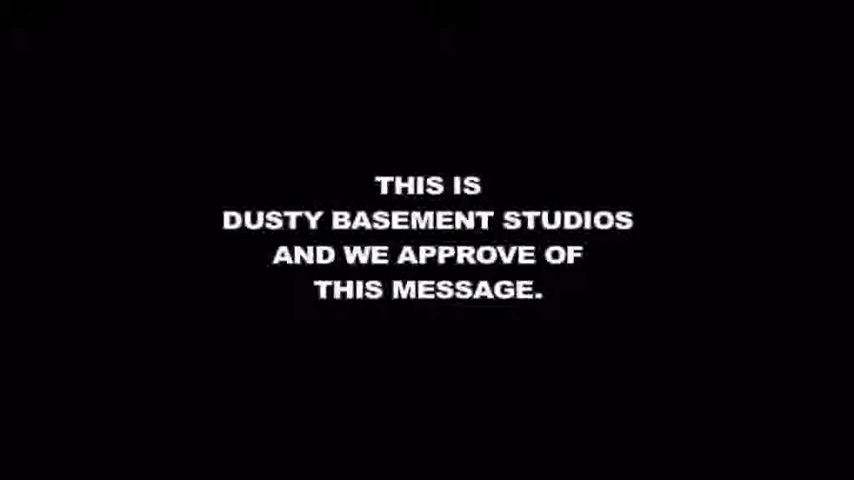 THIS IS
DUSTY BASEMENT STUDIOS
AND WE APPROVE OF
THIS MESSAGE.